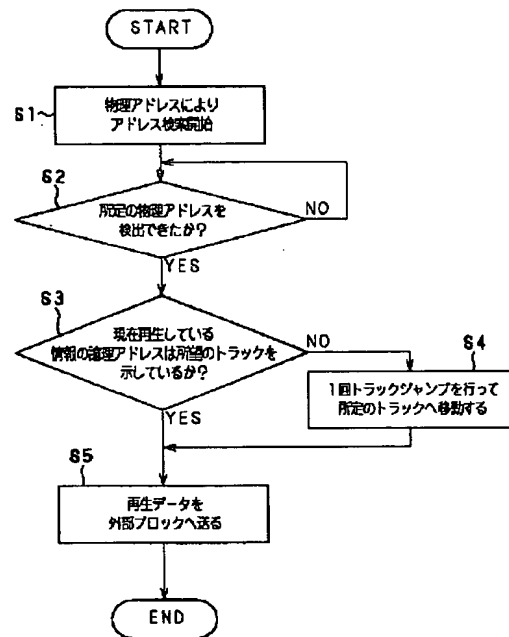 START
S1
物理アドレスにより
アドレス検索開始
S2
所定の物理アドレスを
検出できたか?
NO
YES
S3
現在再生している
情報の論理アドレスは所望のトラックを
示しているか?
NO
S4
1回トラックジャンプを行って
所定のトラックへ移動する
YES
S5
再生データを
外部ブロックへ送る
END